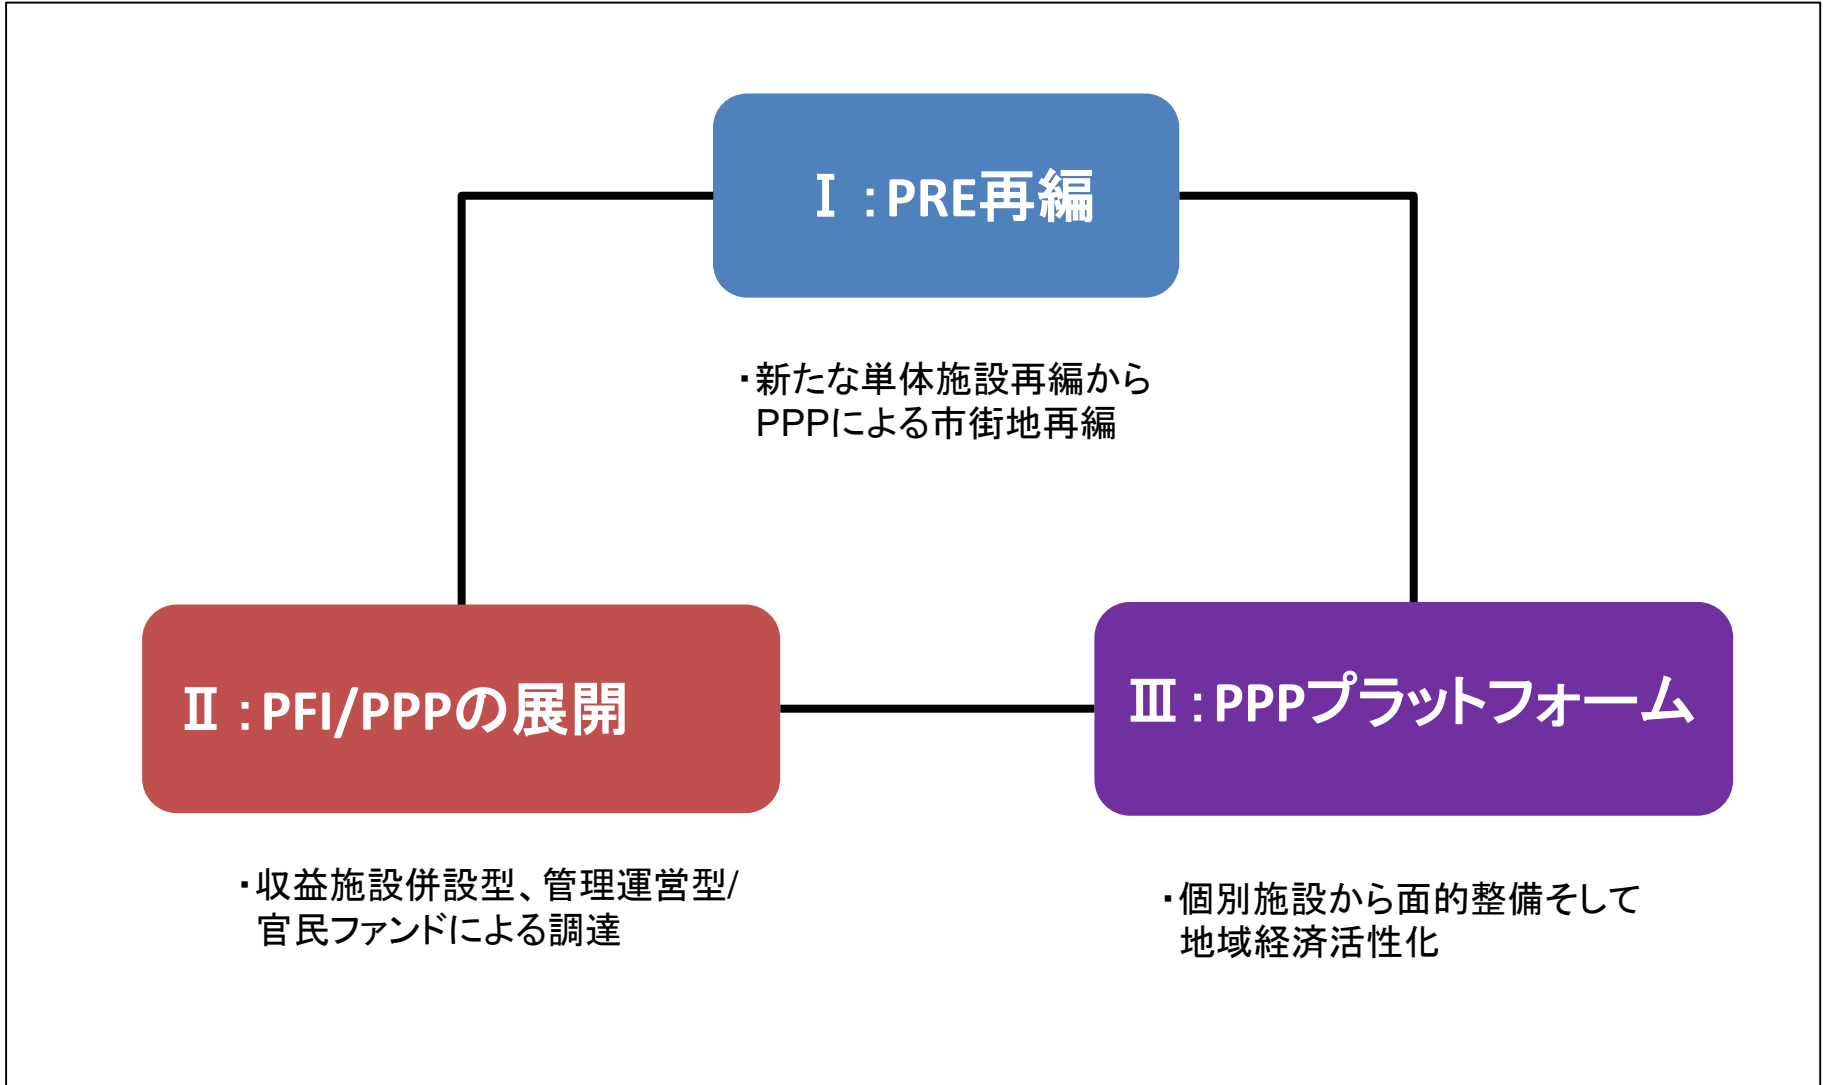 Ⅰ：PRE再編
・新たな単体施設再編から
PPPによる市街地再編
Ⅱ：PFI/PPPの展開
・収益施設併設型、管理運営型/
官民ファンドによる調達
Ⅲ：PPPプラットフォーム
・個別施設から面的整備そして
地域経済活性化